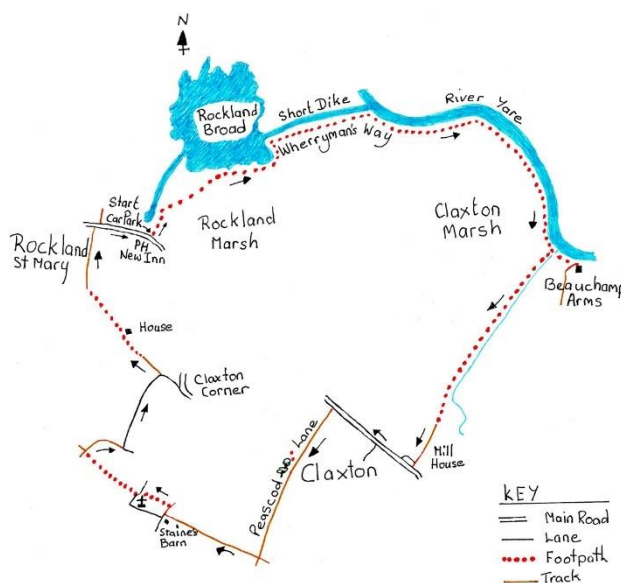 N
Rockland
Broad
Short Dike
River Yare
Wherryman's Way
Start
Car Park
PH
New Inn
Rockland
Marsh
Claxton
Marsh
Rockland
St Mary
Beauchamp
Arms
House
Claxton
Corner
Peascod Lane
Claxton
Mill
House
Staines
Barn
KEY
Main Road
Lane
Footpath
Track